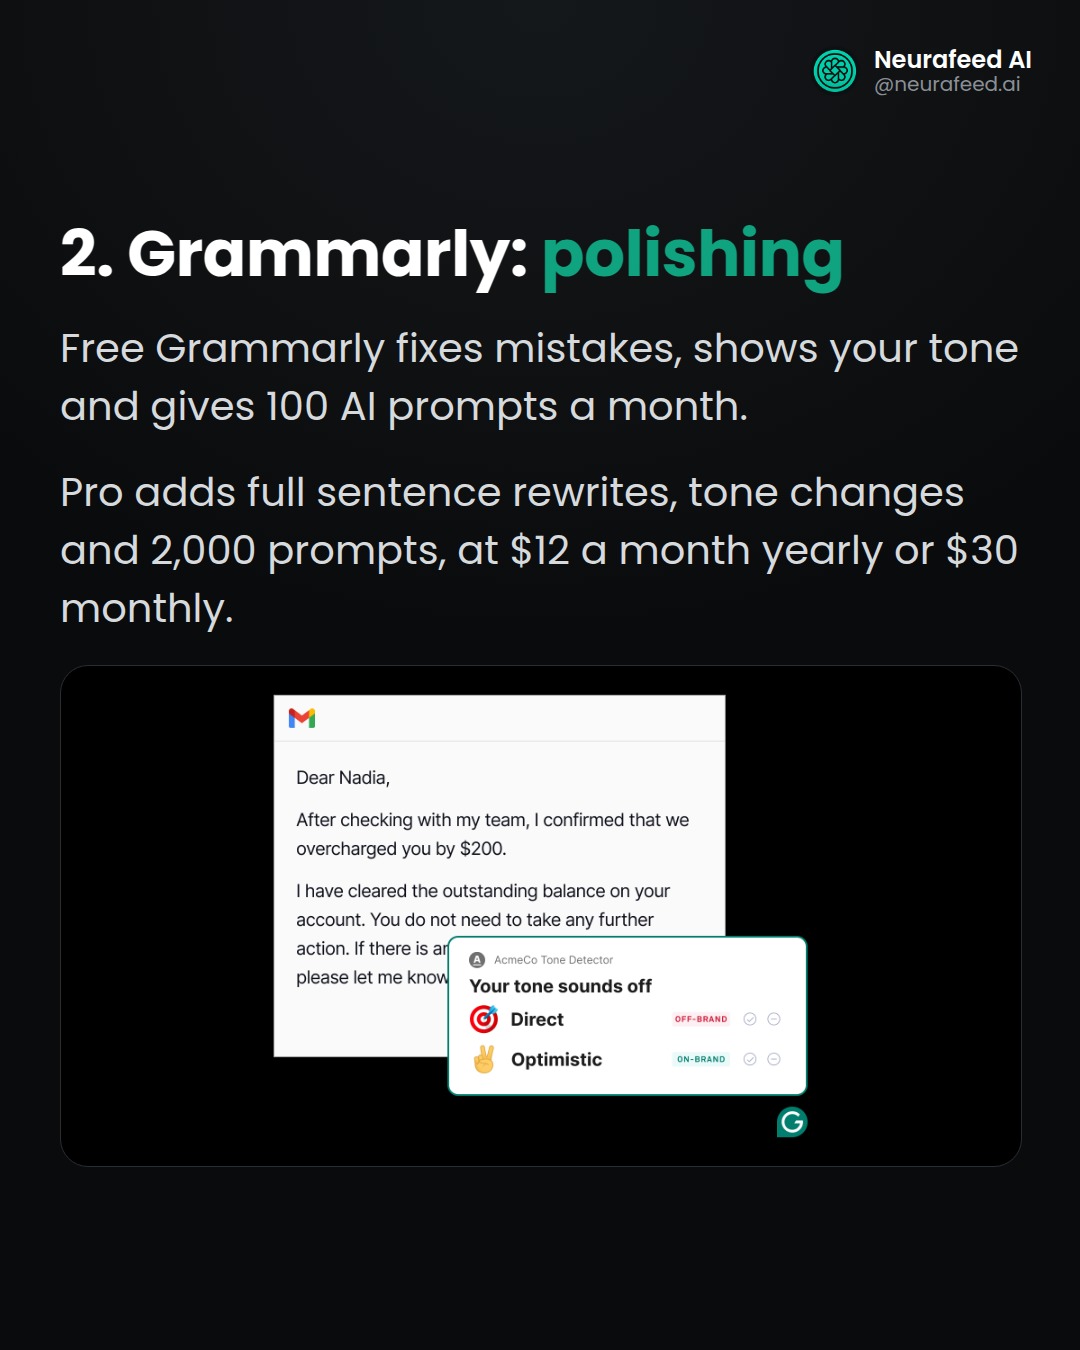 Neurafeed AI
@neurafeed.ai
2. Grammarly: polishing
Free Grammarly fixes mistakes, shows your tone
and gives 100 AI prompts a month.
Pro adds full sentence rewrites, tone changes
and 2,000 prompts, at $12 a month yearly or $30
monthly.
Dear Nadia,
After checking with my team, I confirmed that we
overcharged you by $200.
I have cleared the outstanding balance on your
account. You do not need to take any further
action. If there is
please let me know
A AcmeCo Tone Detector
Your tone sounds off
Direct OFF-BRAND
Optimistic ON-BRAND
G